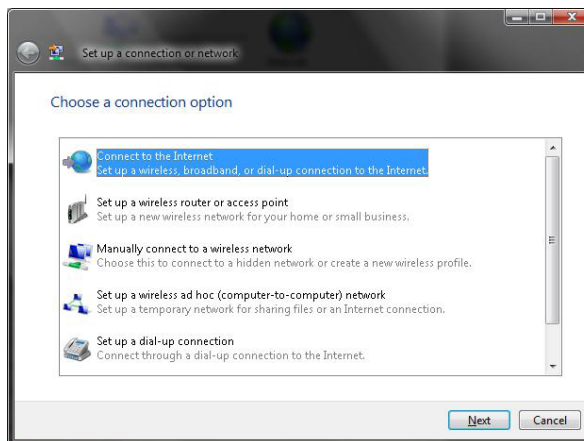 Set up a connection or network
Choose a connection option
Connect to the Internet
Set up a wireless, broadband, or dial-up connection to the Internet.
Set up a wireless router or access point
Set up a new wireless network for your home or small business.
Manually connect to a wireless network
Choose this to connect to a hidden network or create a new wireless profile.
Set up a wireless ad hoc (computer-to-computer) network
Set up a temporary network for sharing files or an Internet connection.
Set up a dial-up connection
Connect through a dial-up connection to the Internet.
Next
Cancel